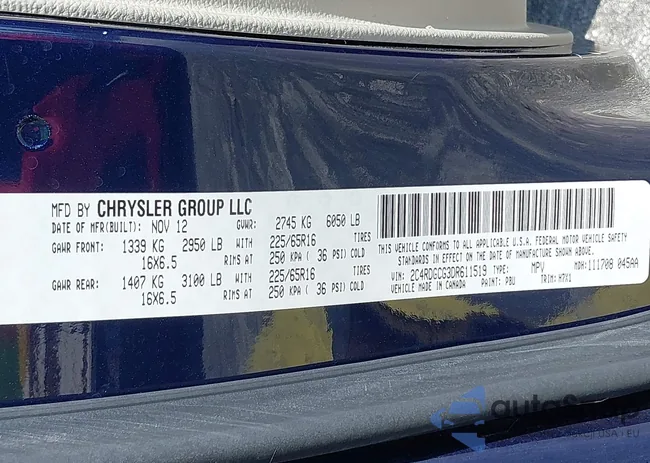 MFD BY CHRYSLER GROUP LLC
DATE OF MFR(BUILT): NOV 12 GVWR: 2745 KG 6050 LB
GAWR FRONT: 1339 KG 2950 LB WITH 225/65R16 TIRES
16X6.5 RIMS AT 250 KPA ( 36 PSI) COLD
GAWR REAR: 1407 KG 3100 LB WITH 225/65R16 TIRES
16X6.5 RIMS AT 250 KPA ( 36 PSI) COLD
THIS VEHICLE CONFORMS TO ALL APPLICABLE U.S.A. FEDERAL MOTOR VEHICLE SAFETY
STANDARDS IN EFFECT ON THE DATE OF MANUFACTURE SHOWN ABOVE.
VIN: 2C4RDGCG3DR611519 TYPE: MPV MDH: 111708 045AA
VEHICLE MADE IN CANADA PAINT: PBU TRIM: H7X1